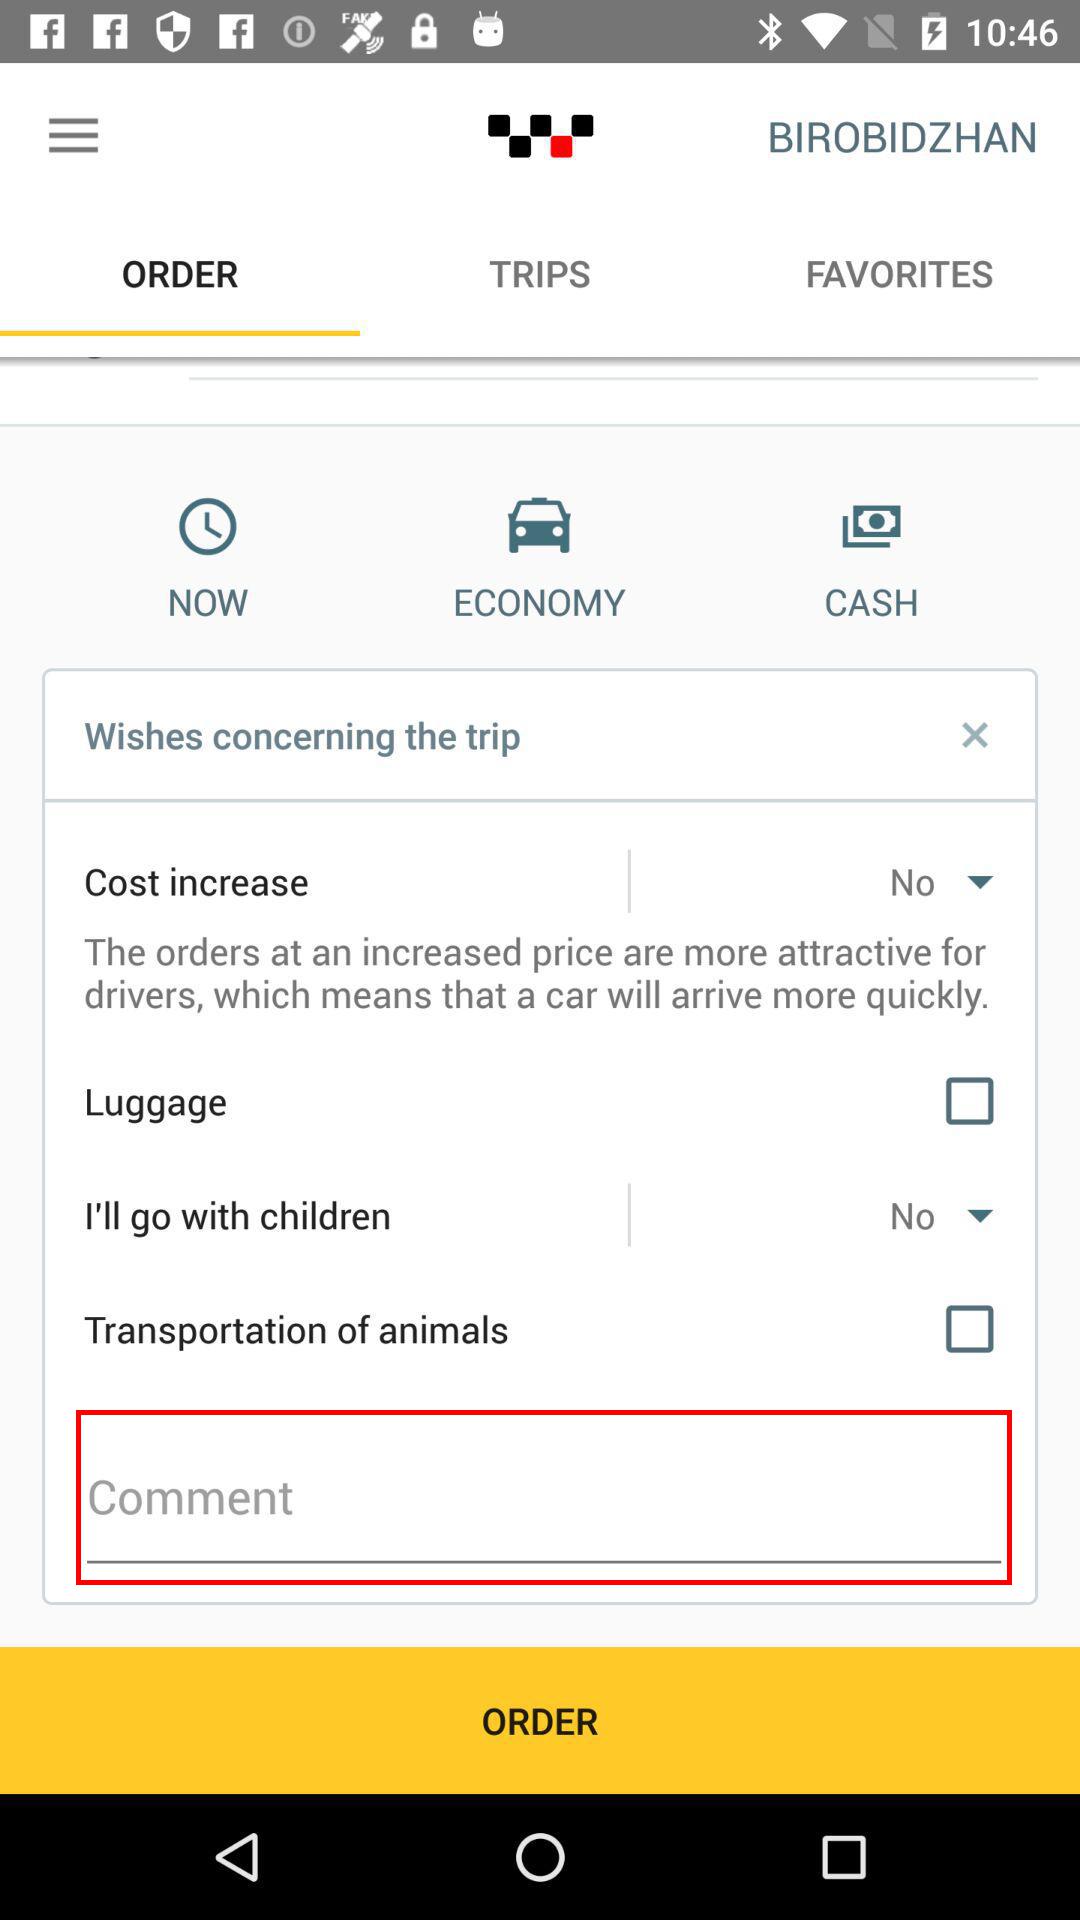 FAKE
10:46
BIROBIDZHAN
ORDER
TRIPS
FAVORITES
NOW
ECONOMY
CASH
Wishes concerning the trip
Cost increase
No
The orders at an increased price are more attractive for
drivers, which means that a car will arrive more quickly.
Luggage
I'll go with children
No
Transportation of animals
Comment
ORDER